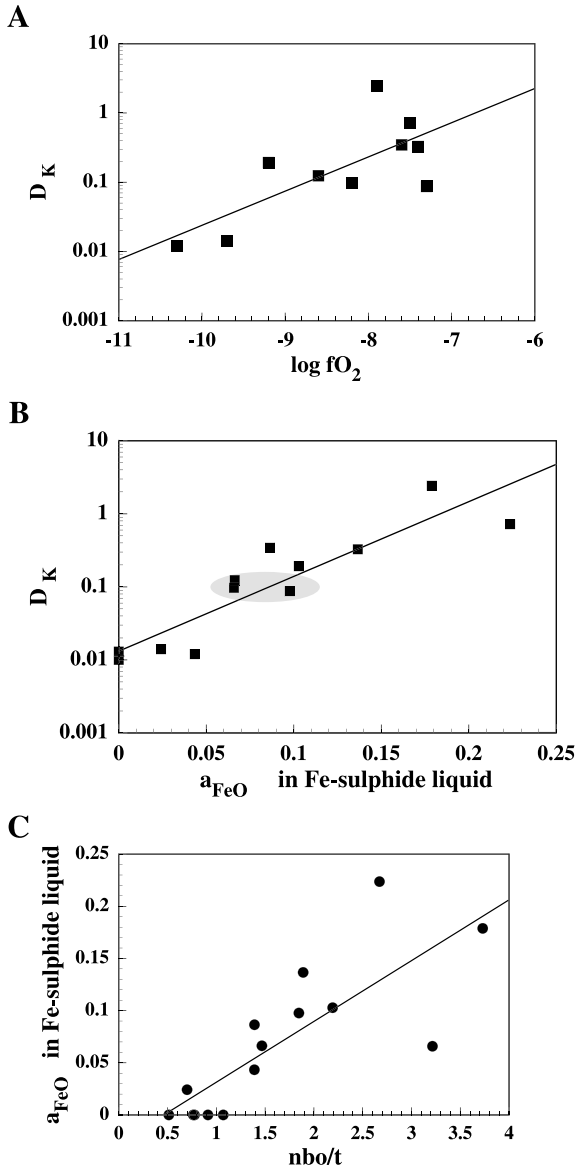 A
10
1
0.1
0.01
0.001
D K
-11 -10 -9 -8 -7 -6
log fO2
B
10
1
0.1
0.01
0.001
D K
0 0.05 0.1 0.15 0.2 0.25
aFeO in Fe-sulphide liquid
C
0.25
0.2
0.15
0.1
0.05
0
aFeO in Fe-sulphide liquid
0 0.5 1 1.5 2 2.5 3 3.5 4
nbo/t